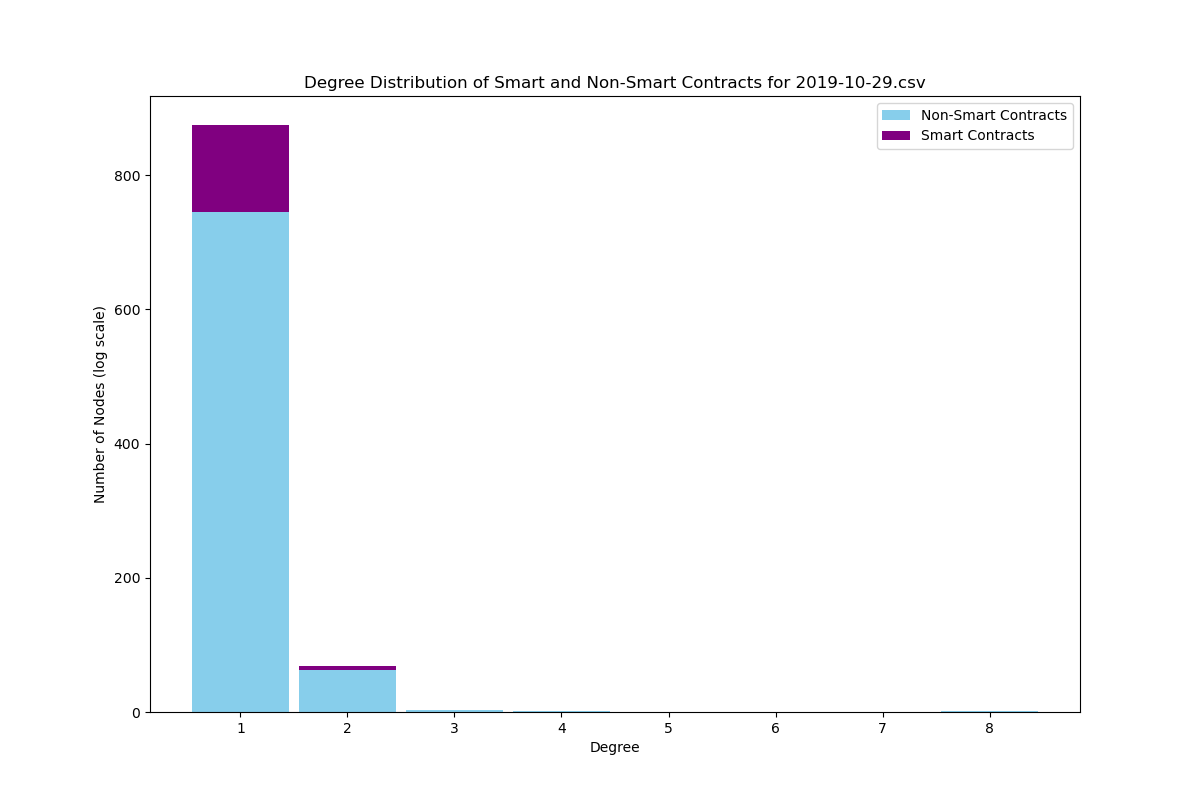 Degree Distribution of Smart and Non-Smart Contracts for 2019-10-29.csv
Non-Smart Contracts
Smart Contracts
Number of Nodes (log scale)
800
600
400
200
0
1 2 3 4 5 6 7 8
Degree